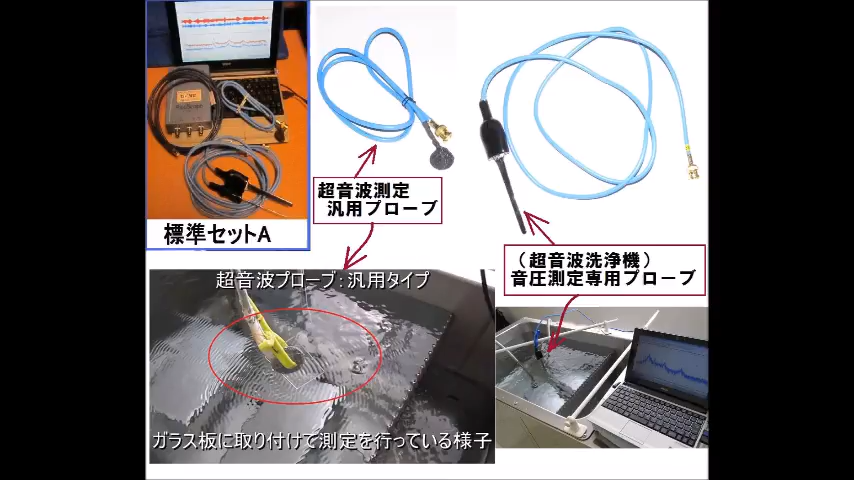 標準セットA
超音波測定
汎用プローブ
(超音波洗浄機)
音圧測定専用プローブ
超音波プローブ:汎用タイプ
ガラス板に取り付けて測定を行っている様子